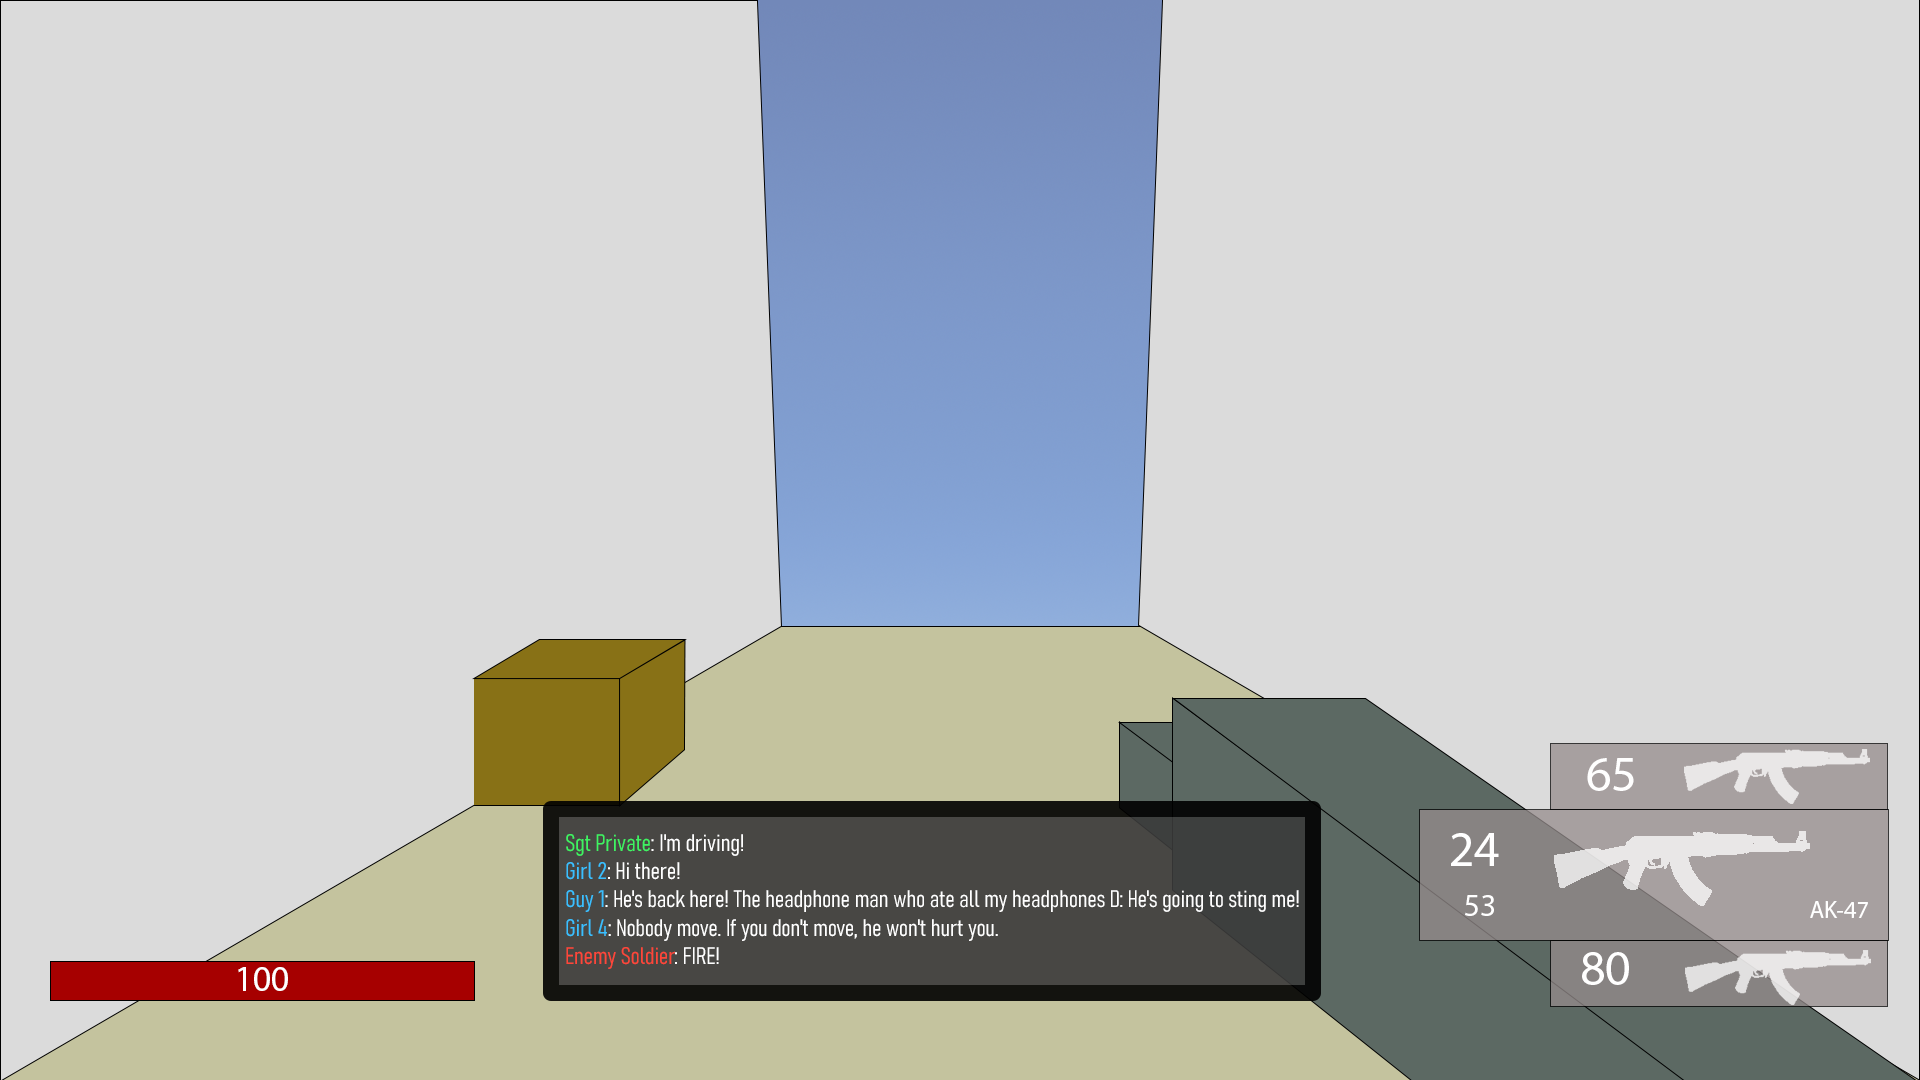 Sgt Private: I'm driving!
Girl 2: Hi there!
Guy 1: He's back here! The headphone man who ate all my headphones D: He's going to sting me!
Girl 4: Nobody move. If you don't move, he won't hurt you.
Enemy Soldier: FIRE!
100
65
24
53
AK-47
80